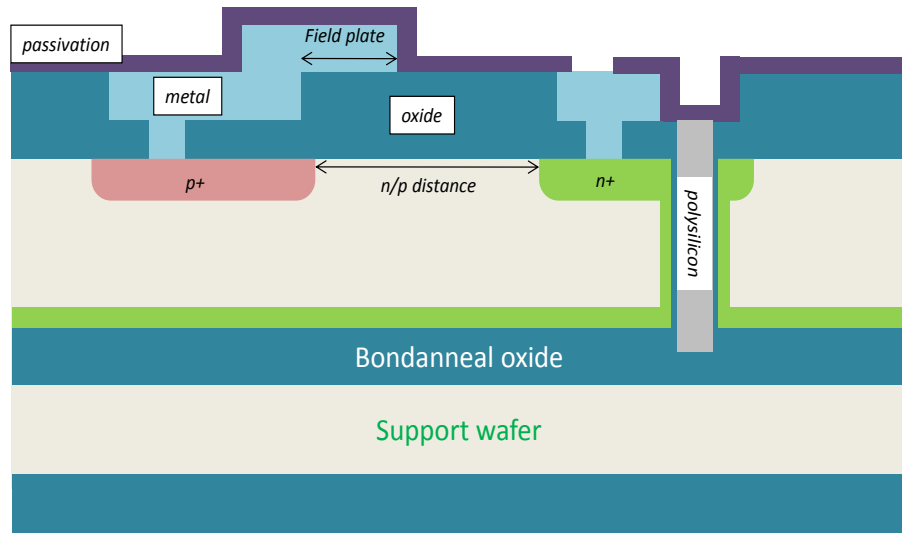 passivation
Field plate
metal
oxide
p+
n/p distance
n+
polysilicon
Bondanneal oxide
Support wafer